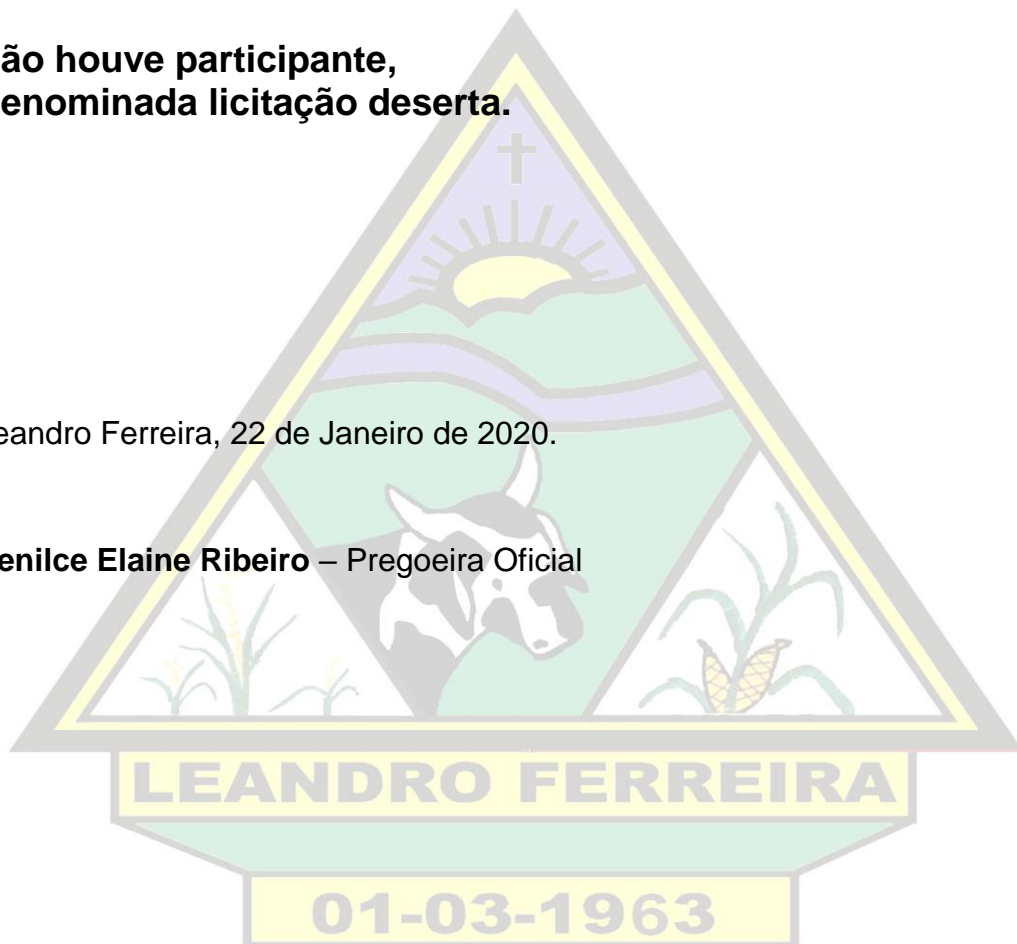 ão houve participante,
enominada licitação deserta.
eandro Ferreira, 22 de Janeiro de 2020.
enilce Elaine Ribeiro – Pregoeira Oficial
LEANDRO FERREIRA
01-03-1963